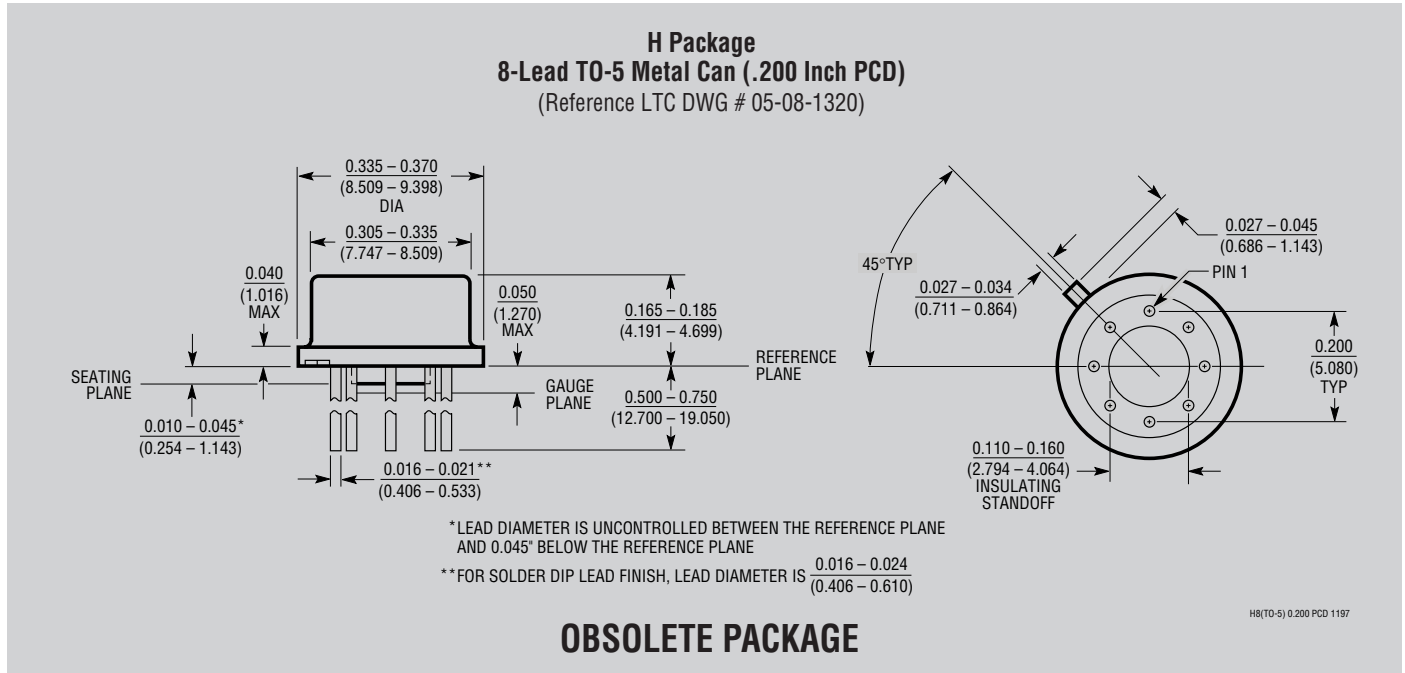 H Package
8-Lead TO-5 Metal Can (.200 Inch PCD)
(Reference LTC DWG # 05-08-1320)
0.335 – 0.370
(8.509 – 9.398)
DIA
0.305 – 0.335
(7.747 – 8.509)
0.040
(1.016)
MAX
0.050
(1.270)
MAX
0.165 – 0.185
(4.191 – 4.699)
SEATING
PLANE
GAUGE
PLANE
REFERENCE
PLANE
0.500 – 0.750
(12.700 – 19.050)
0.010 – 0.045*
(0.254 – 1.143)
0.016 – 0.021**
(0.406 – 0.533)
45°TYP
0.027 – 0.034
(0.711 – 0.864)
0.027 – 0.045
(0.686 – 1.143)
PIN 1
0.200
(5.080)
TYP
0.110 – 0.160
(2.794 – 4.064)
INSULATING
STANDOFF
*LEAD DIAMETER IS UNCONTROLLED BETWEEN THE REFERENCE PLANE
AND 0.045" BELOW THE REFERENCE PLANE
**FOR SOLDER DIP LEAD FINISH, LEAD DIAMETER IS 0.016 – 0.024
(0.406 – 0.610)
H8(TO-5) 0.200 PCD 1197
OBSOLETE PACKAGE